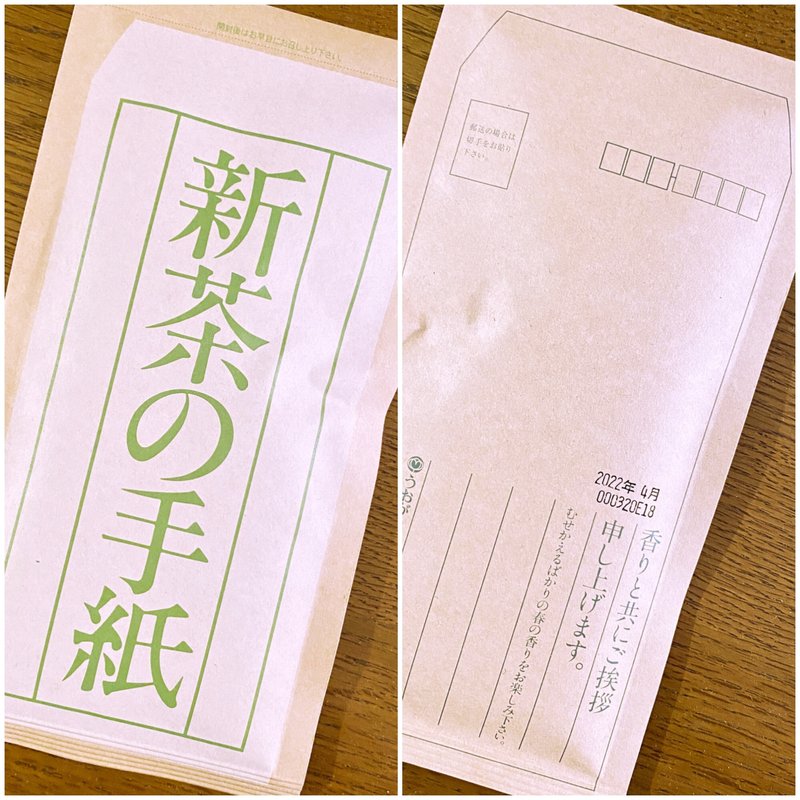 開封後はお早目にお召し上り下さい。
新茶の手紙
郵送の場合は
切手をお貼り
下さい。
2022年 4月
000320E18
香りと共にご挨拶
申し上げます。
むせかえるばかりの春の香りをお楽しみ下さい。
うおが